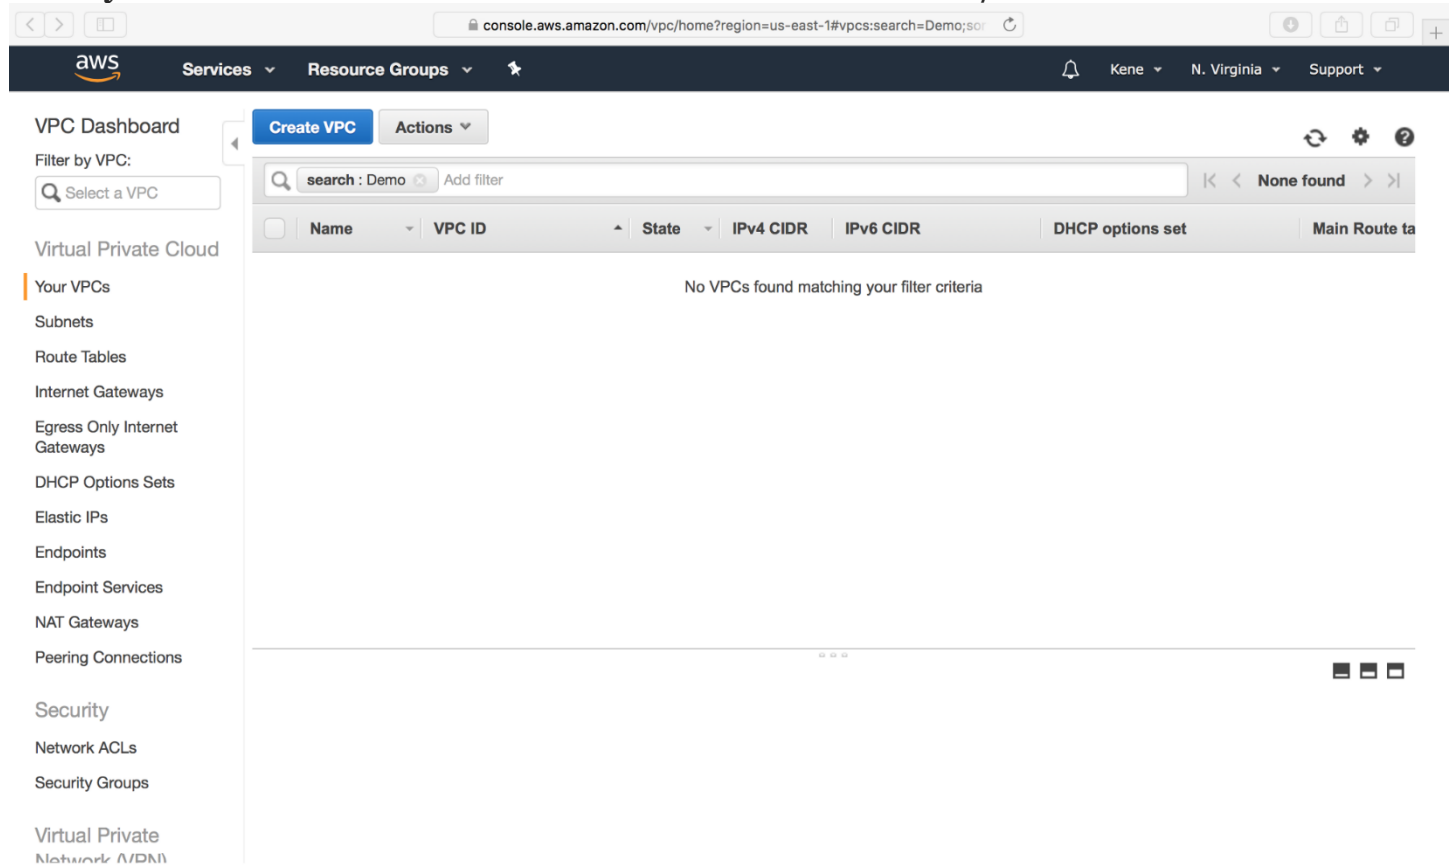 console.aws.amazon.com/vpc/home?region=us-east-1#vpcs:search=Demo;sor
aws Services Resource Groups Kene N. Virginia Support
VPC Dashboard
Filter by VPC:
Select a VPC
Virtual Private Cloud
Your VPCs
Subnets
Route Tables
Internet Gateways
Egress Only Internet
Gateways
DHCP Options Sets
Elastic IPs
Endpoints
Endpoint Services
NAT Gateways
Peering Connections
Security
Network ACLs
Security Groups
Virtual Private
Network (VPN)
Create VPC Actions
search : Demo Add filter None found
Name VPC ID State IPv4 CIDR IPv6 CIDR DHCP options set Main Route ta
No VPCs found matching your filter criteria